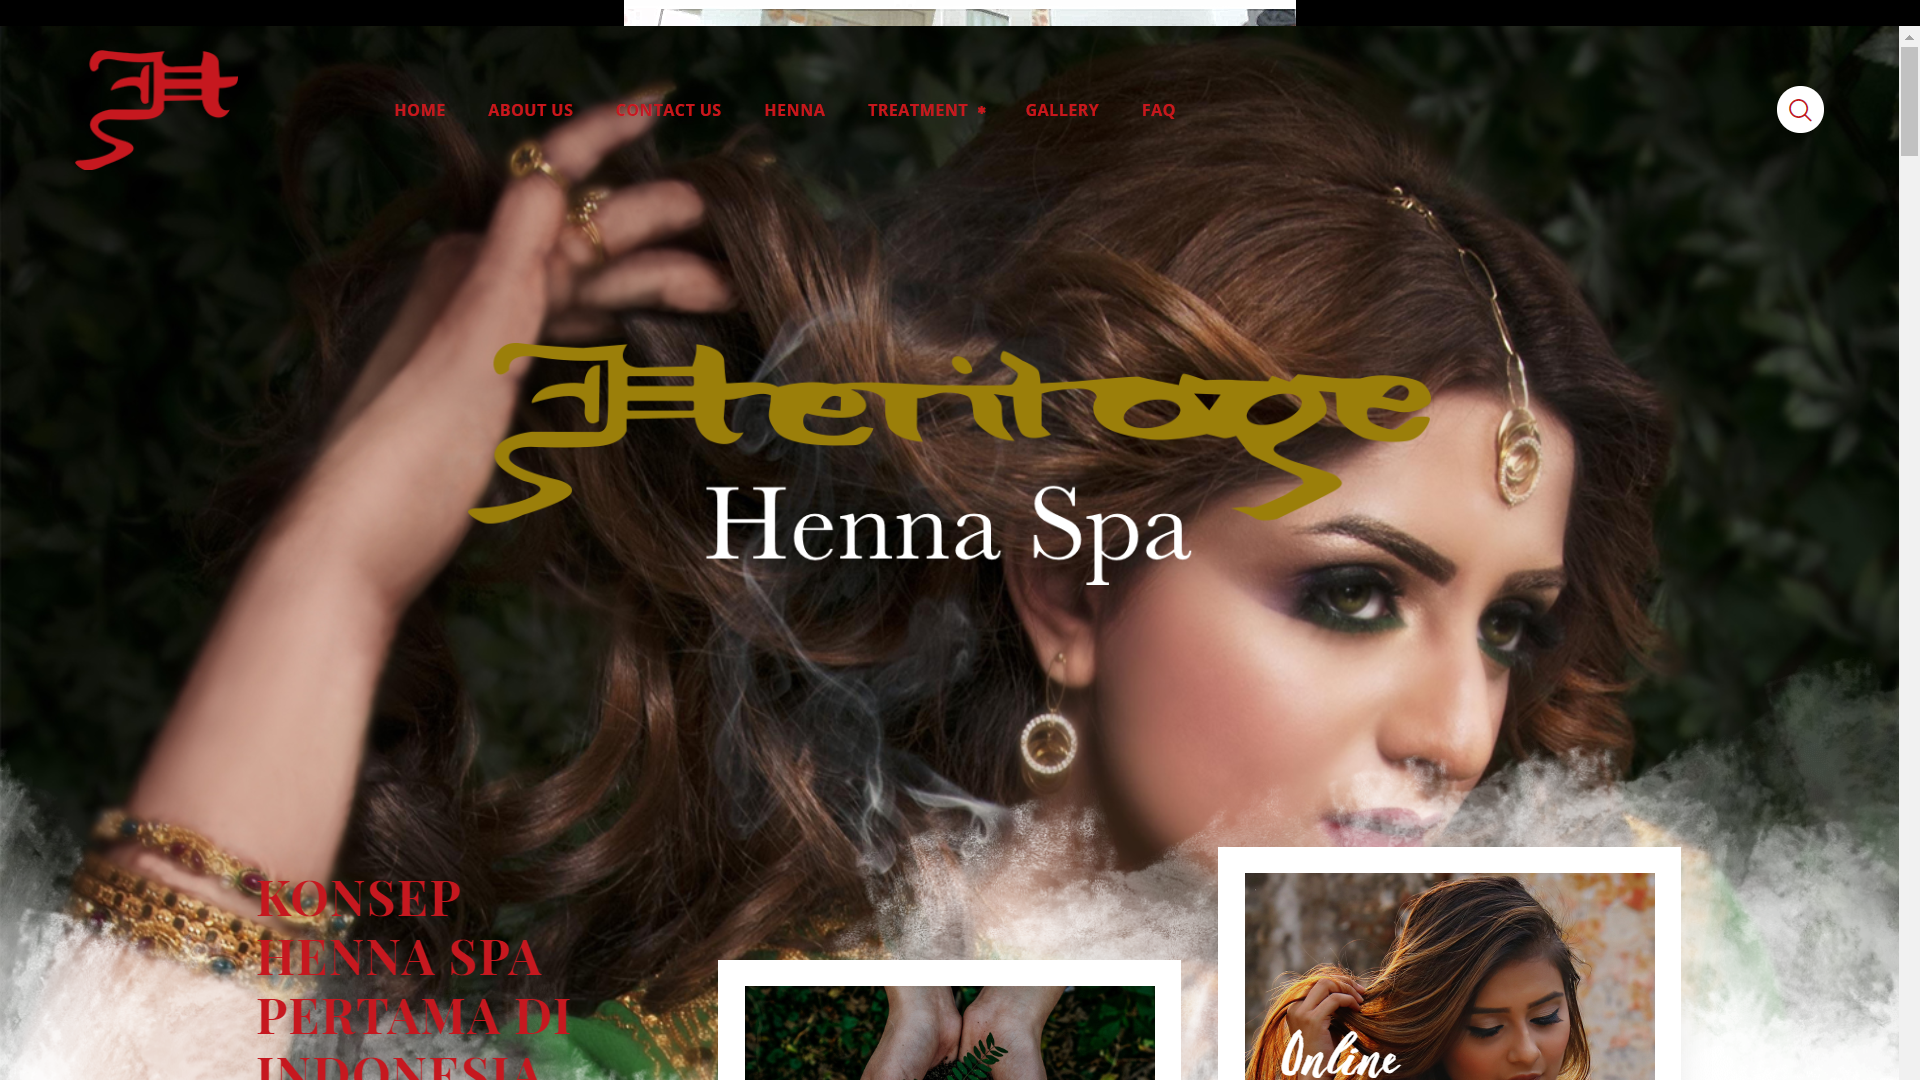 HOME ABOUT US CONTACT US HENNA TREATMENT GALLERY FAQ
Heritage
Henna Spa
KONSEP
HENNA SPA
PERTAMA DI
INDONESIA
Online